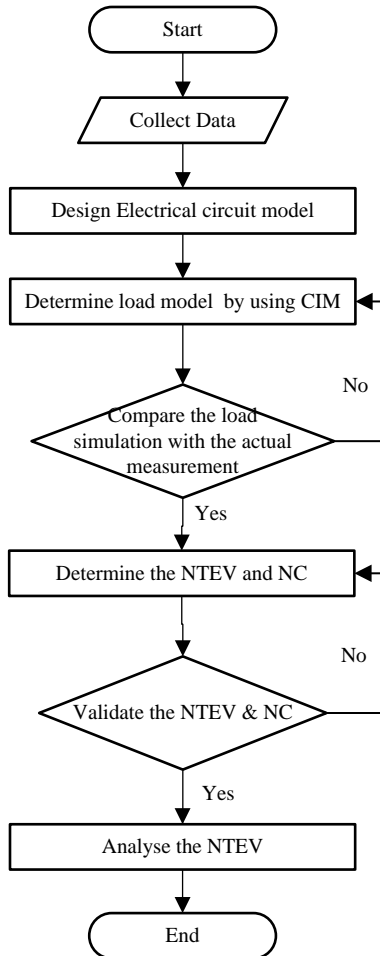 Start
Collect Data
Design Electrical circuit model
Determine load model by using CIM
No
Compare the load
simulation with the actual
measurement
Yes
Determine the NTEV and NC
No
Validate the NTEV & NC
Yes
Analyse the NTEV
End